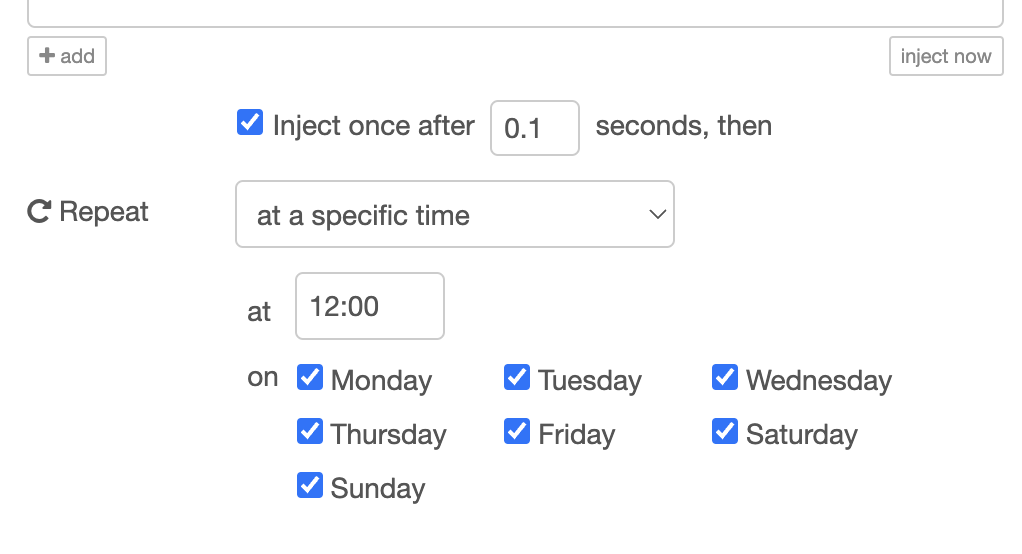 add inject now
Inject once after 0.1 seconds, then
Repeat at a specific time
at 12:00
on Monday Tuesday Wednesday
Thursday Friday Saturday
Sunday